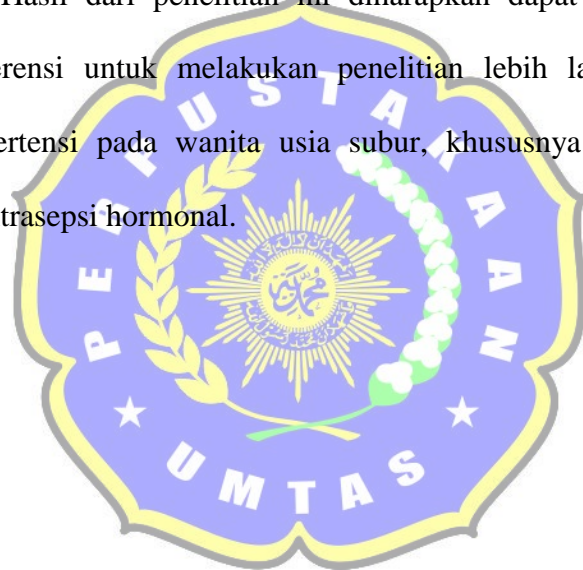 Hasil dari penelitian ini diharapkan dapat
erensi untuk melakukan penelitian lebih la
ertensi pada wanita usia subur, khususnya
trasepsi hormonal.
PERPUSTAKAAN
UMTAS